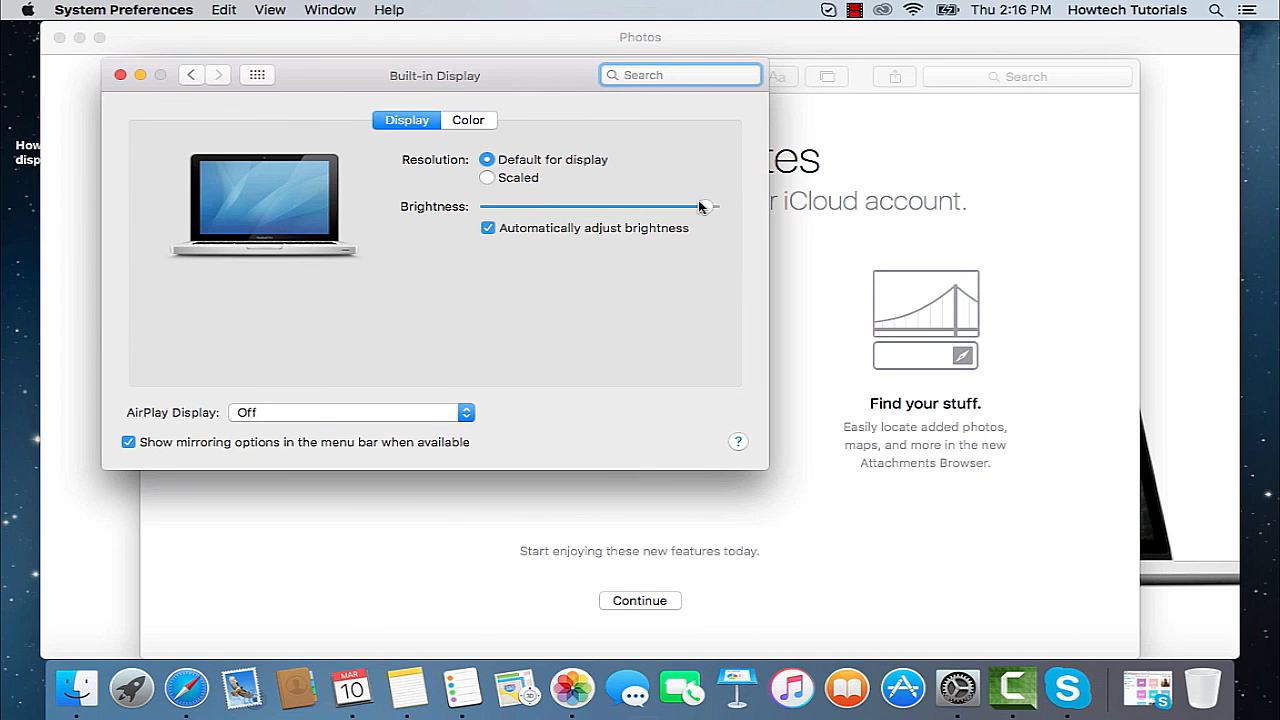 System Preferences Edit View Window Help Thu 2:16 PM Howtech Tutorials
Photos
Built-in Display
Search
Aa
Search
Display Color
How
disp
Resolution: Default for display
Scaled
Brightness:
Automatically adjust brightness
tes
r iCloud account.
AirPlay Display: Off
Show mirroring options in the menu bar when available
?
Find your stuff.
Easily locate added photos,
maps, and more in the new
Attachments Browser.
Start enjoying these new features today.
Continue
MAR
10